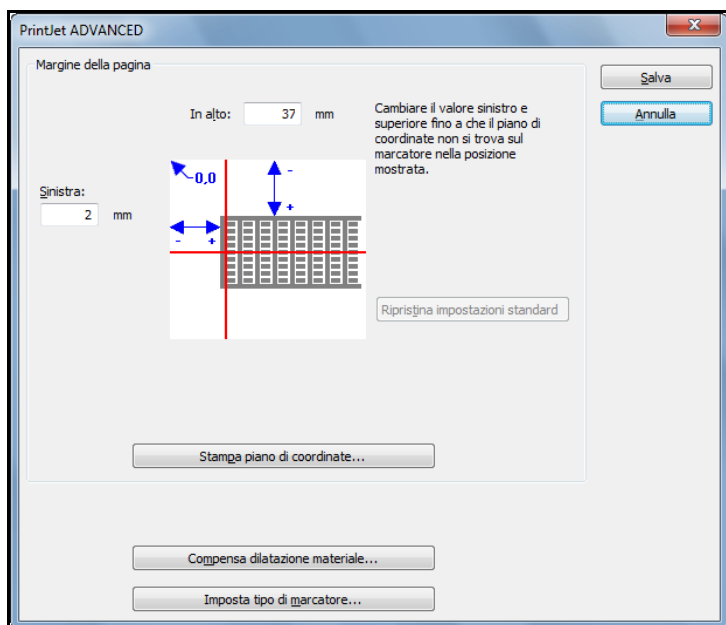 PrintJet ADVANCED
Margine della pagina
In alto: 37 mm
Cambiare il valore sinistro e
superiore fino a che il piano di
coordinate non si trova sul
marcatore nella posizione
mostrata.
Salva
Annulla
Sinistra:
2 mm
0,0
-
+
- +
Ripristina impostazioni standard
Stampa piano di coordinate...
Compensa dilatazione materiale...
Imposta tipo di marcatore...